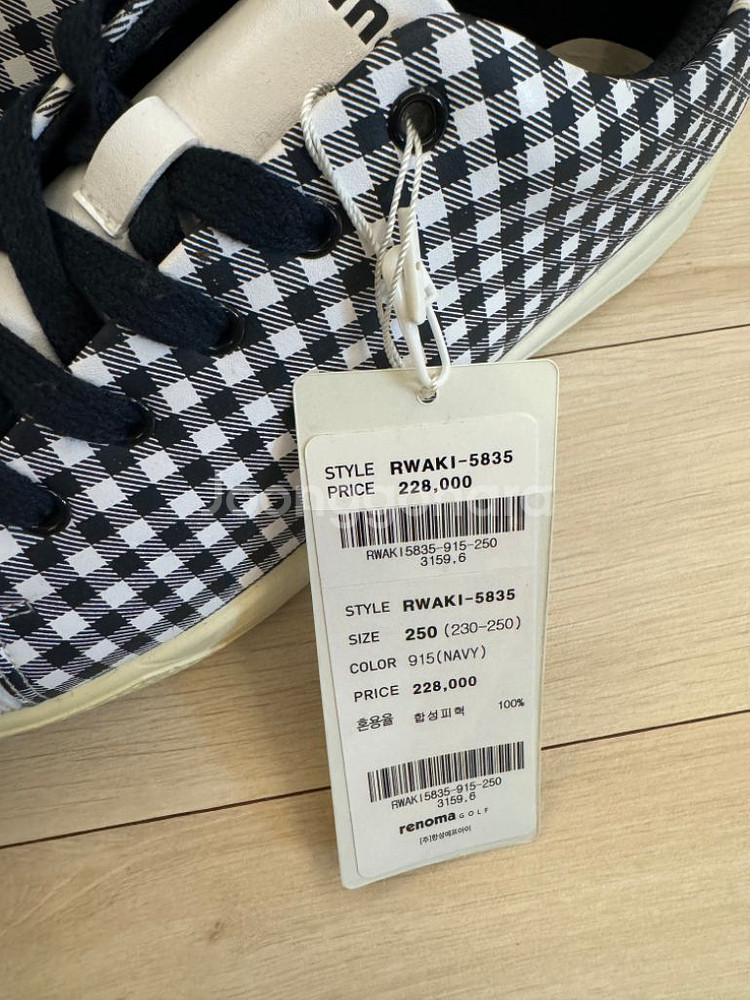 STYLE RWAKI-5835
PRICE 228,000
Joonggonara
RWAKI5835-915-250
3159.6
STYLE RWAKI-5835
SIZE 250 (230-250)
COLOR 915(NAVY)
PRICE 228,000
혼용율 합성피혁 100%
RWAKI5835-915-250
3159.6
renoma GOLF
[주]한성에프아이